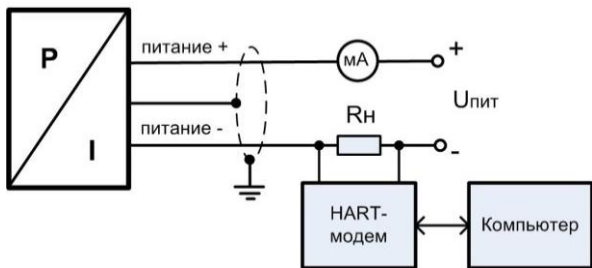 P
I
питание +
питание -
мА
+
Uпит
-
Rн
HART-
модем
Компьютер